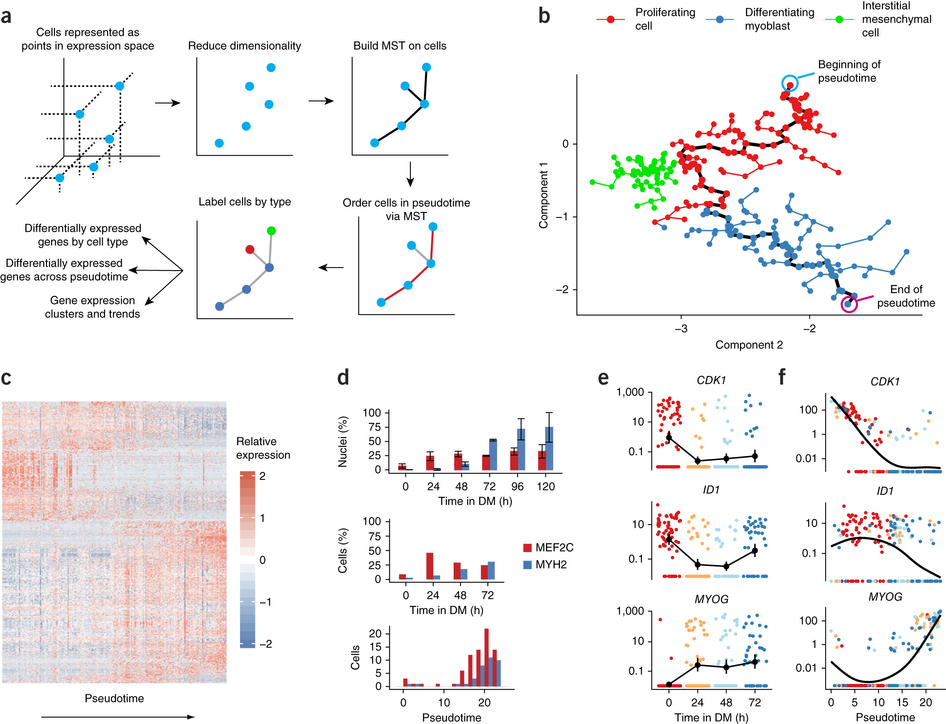 a
Cells represented as
points in expression space
Reduce dimensionality
Build MST on cells
Label cells by type
Order cells in pseudotime
via MST
Differentially expressed
genes by cell type
Differentially expressed
genes across pseudotime
Gene expression
clusters and trends
b
Proliferating
cell
Differentiating
myoblast
Interstitial
mesenchymal
cell
Beginning of
pseudotime
End of
pseudotime
Component 1
0
−1
−2
−3
−2
Component 2
c
Relative
expression
2
1
0
−1
−2
Pseudotime
d
Nuclei (%)
100
75
50
25
0
0 24 48 72 96 120
Time in DM (h)
Cells (%)
100
75
50
25
0
0 24 48 72
Time in DM (h)
MEF2C
MYH2
Cells
20
15
10
5
0
0 10 20
Pseudotime
e
CDK1
1,000
10
0.1
ID1
10
0.1
MYOG
1,000
10
0.1
0 24 48 72
Time in DM (h)
f
CDK1
100
1
0.01
ID1
10
0.1
MYOG
100
1
0.01
0 5 10 15 20
Pseudotime